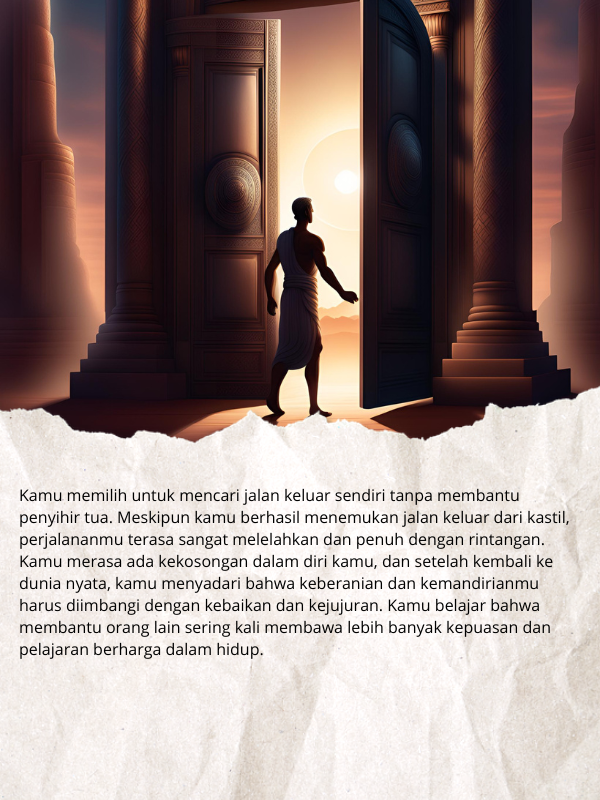 Kamu memilih untuk mencari jalan keluar sendiri tanpa membantu
penyihir tua. Meskipun kamu berhasil menemukan jalan keluar dari kastil,
perjalananmu terasa sangat melelahkan dan penuh dengan rintangan.
Kamu merasa ada kekosongan dalam diri kamu, dan setelah kembali ke
dunia nyata, kamu menyadari bahwa keberanian dan kemandirianmu
harus diimbangi dengan kebaikan dan kejujuran. Kamu belajar bahwa
membantu orang lain sering kali membawa lebih banyak kepuasan dan
pelajaran berharga dalam hidup.